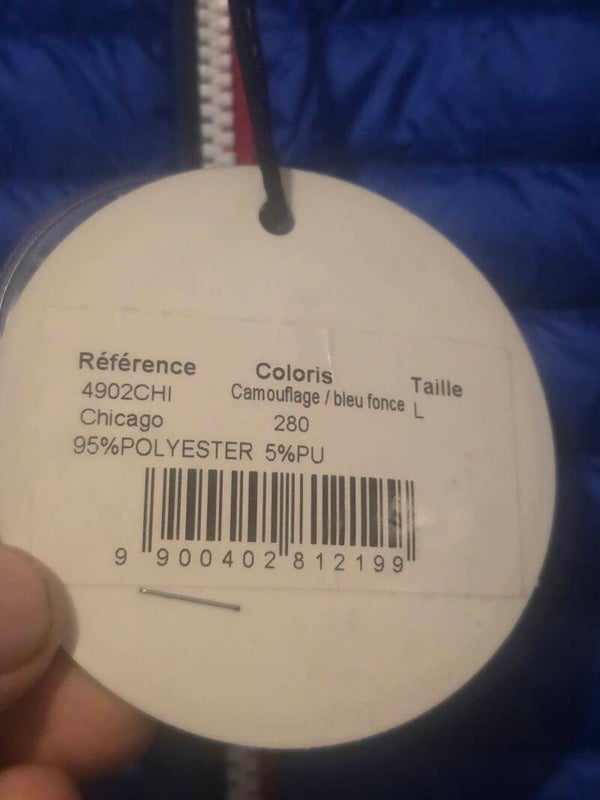 Référence Coloris Taille
4902CHI Camouflage / bleu fonce L
Chicago 280
95%POLYESTER 5%PU
9 900402 812199